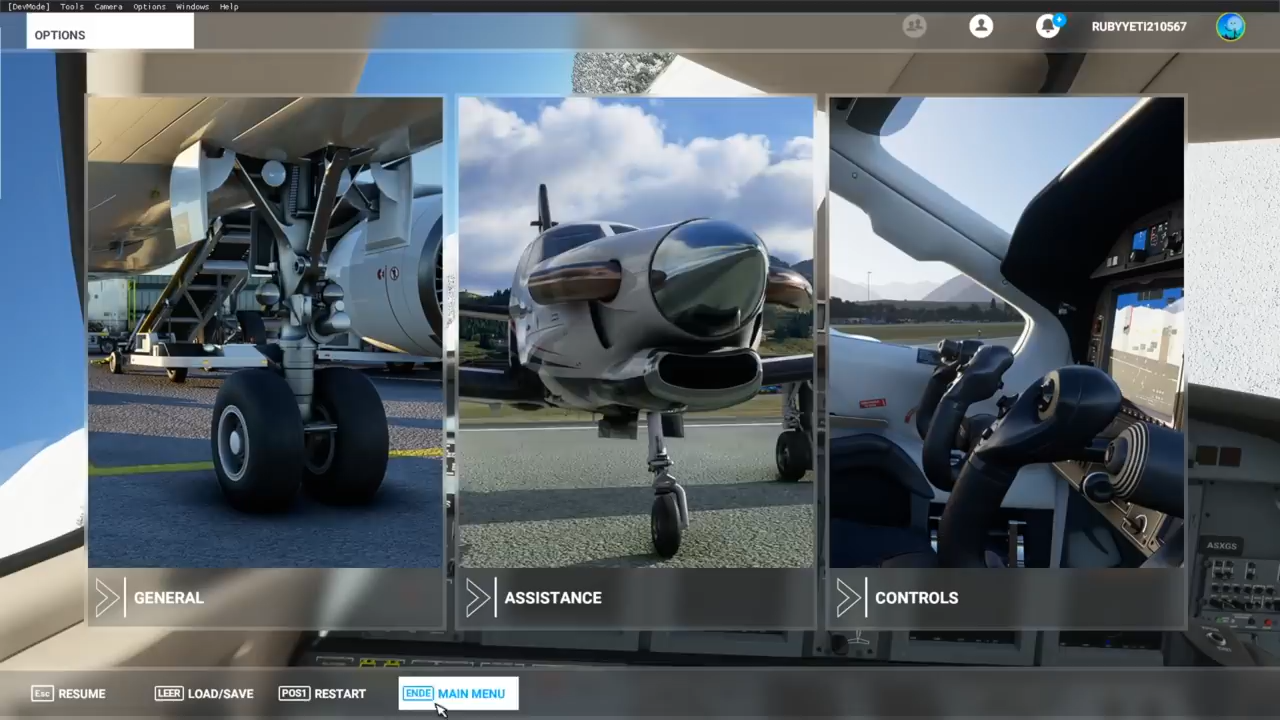 [DevMode] Tools Camera Options Windows Help
OPTIONS
RUBYYETI210567
GENERAL
ASSISTANCE
CONTROLS
ASXGS
Esc RESUME
LEER LOAD/SAVE
POS1 RESTART
ENDE MAIN MENU